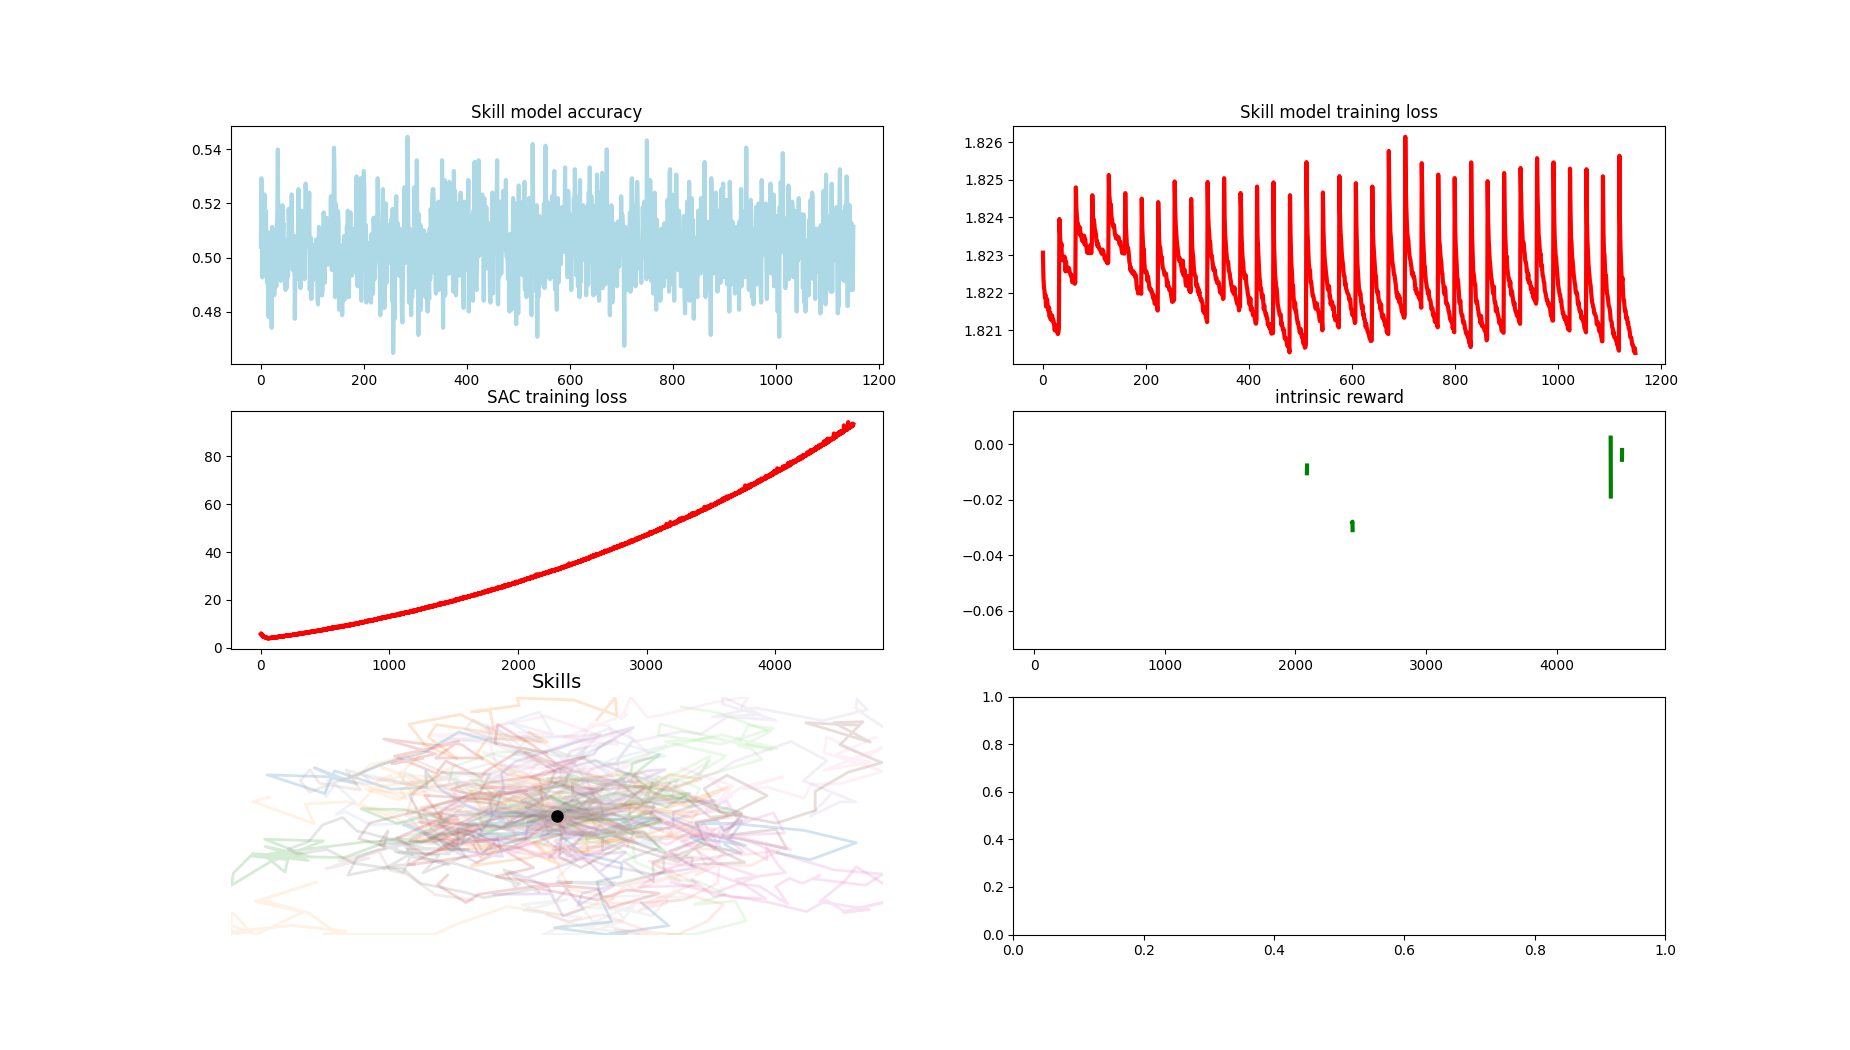 Skill model accuracy
0.54
0.52
0.50
0.48
0 200 400 600 800 1000 1200
Skill model training loss
1.826
1.825
1.824
1.823
1.822
1.821
0 200 400 600 800 1000 1200
SAC training loss
80
60
40
20
0
0 1000 2000 3000 4000
intrinsic reward
0.00
−0.02
−0.04
−0.06
0 1000 2000 3000 4000
Skills
1.0
0.8
0.6
0.4
0.2
0.0
0.0 0.2 0.4 0.6 0.8 1.0